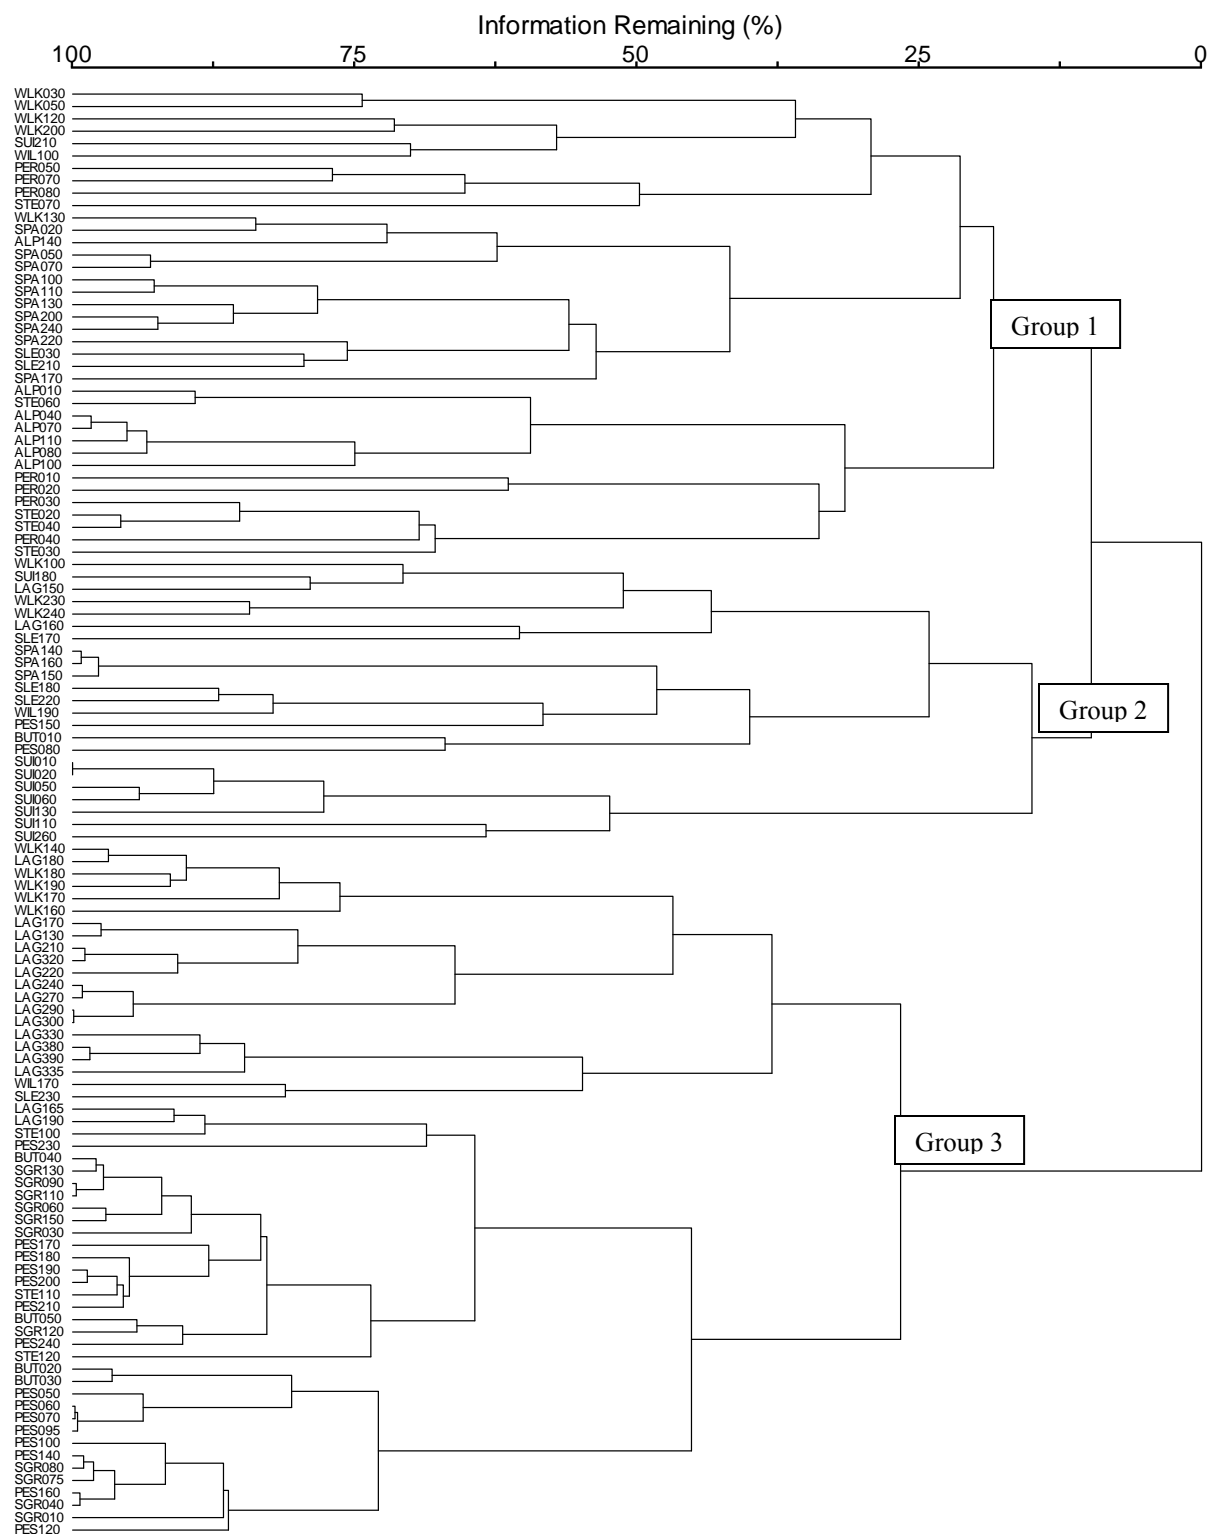 Information Remaining (%)
100 75 50 25 0
WLK030
WLK050
WLK120
WLK200
SUI210
WIL100
PER050
PER070
PER080
STE070
WLK130
SPA020
ALP140
SPA050
SPA070
SPA100
SPA110
SPA130
SPA200
SPA240
SPA220
SLE030
SLE210
SPA170
ALP010
STE060
ALP040
ALP070
ALP110
ALP080
ALP100
PER010
PER020
PER030
STE020
STE040
PER040
STE030
WLK100
SUI180
LAG150
WLK230
WLK240
LAG160
SLE170
SPA140
SPA160
SPA150
SLE180
SLE220
WIL190
PES150
BUT010
PES080
SUI010
SUI020
SUI050
SUI060
SUI130
SUI110
SUI260
WLK140
LAG180
WLK180
WLK190
WLK170
WLK160
LAG170
LAG130
LAG210
LAG320
LAG220
LAG240
LAG270
LAG290
LAG300
LAG330
LAG380
LAG390
LAG335
WIL170
SLE230
LAG165
LAG190
STE100
PES230
BUT040
SGR130
SGR090
SGR110
SGR060
SGR150
SGR030
PES170
PES180
PES190
PES200
STE110
PES210
BUT050
SGR120
PES240
STE120
BUT020
BUT030
PES050
PES060
PES070
PES095
PES100
PES140
SGR080
SGR075
PES160
SGR040
SGR010
PES120
Group 1
Group 2
Group 3